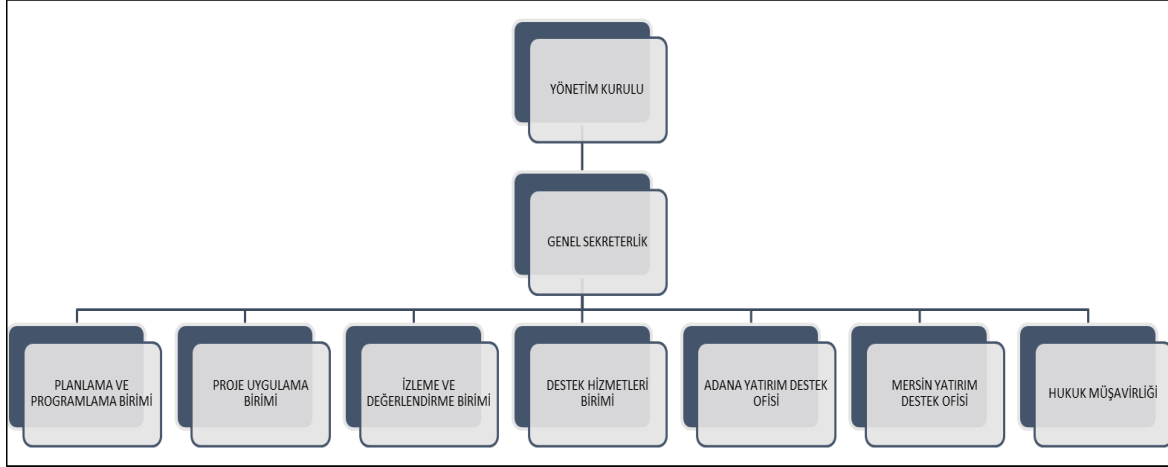 YÖNETİM KURULU
GENEL SEKRETERLİK
PLANLAMA VE
PROGRAMLAMA BİRİMİ
PROJE UYGULAMA
BİRİMİ
İZLEME VE
DEĞERLENDİRME BİRİMİ
DESTEK HİZMETLERİ
BİRİMİ
ADANA YATIRIM DESTEK
OFİSİ
MERSİN YATIRIM
DESTEK OFİSİ
HUKUK MÜŞAVİRLİĞİ